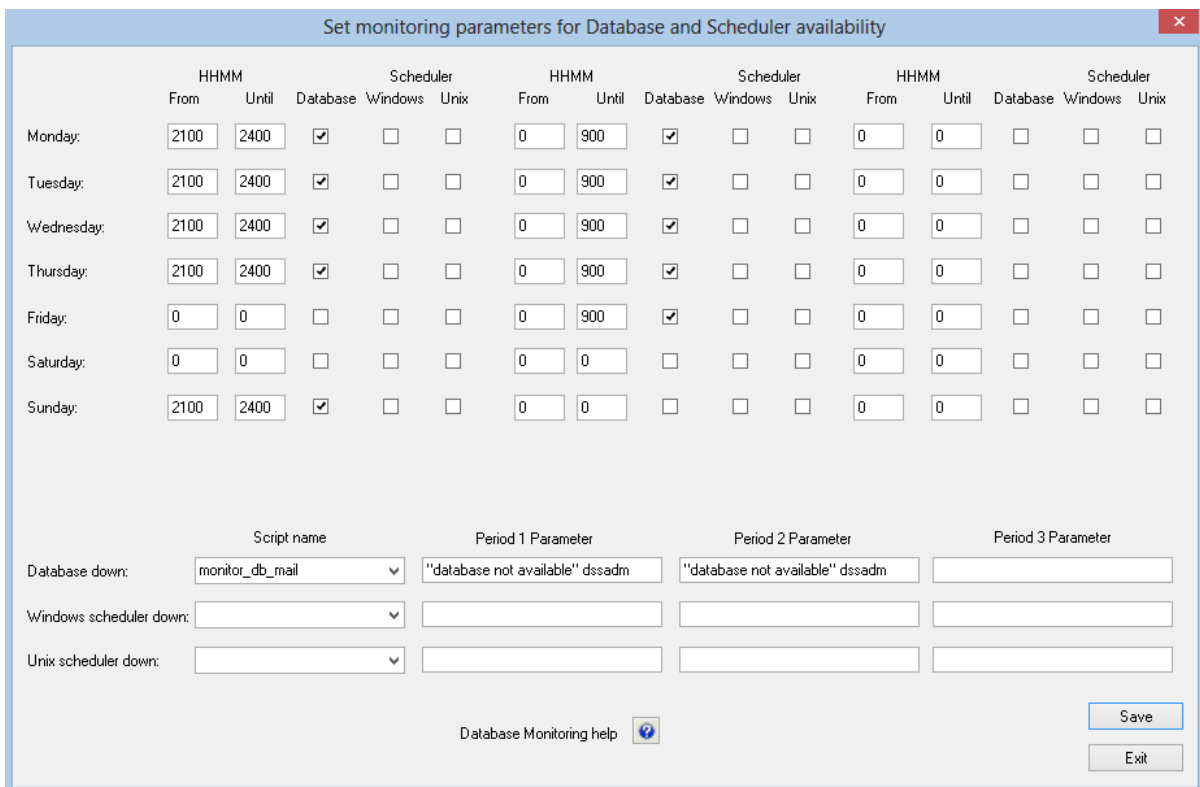 Set monitoring parameters for Database and Scheduler availability
HHMM Scheduler HHMM Scheduler HHMM Scheduler
From Until Database Windows Unix From Until Database Windows Unix From Until Database Windows Unix
Monday: 2100 2400 0 900 0 0
Tuesday: 2100 2400 0 900 0 0
Wednesday: 2100 2400 0 900 0 0
Thursday: 2100 2400 0 900 0 0
Friday: 0 0 0 900 0 0
Saturday: 0 0 0 0 0 0
Sunday: 2100 2400 0 0 0 0
Script name Period 1 Parameter Period 2 Parameter Period 3 Parameter
Database down: monitor_db_mail "database not available" dssadm "database not available" dssadm
Windows scheduler down:
Unix scheduler down:
Save
Database Monitoring help ?
Exit